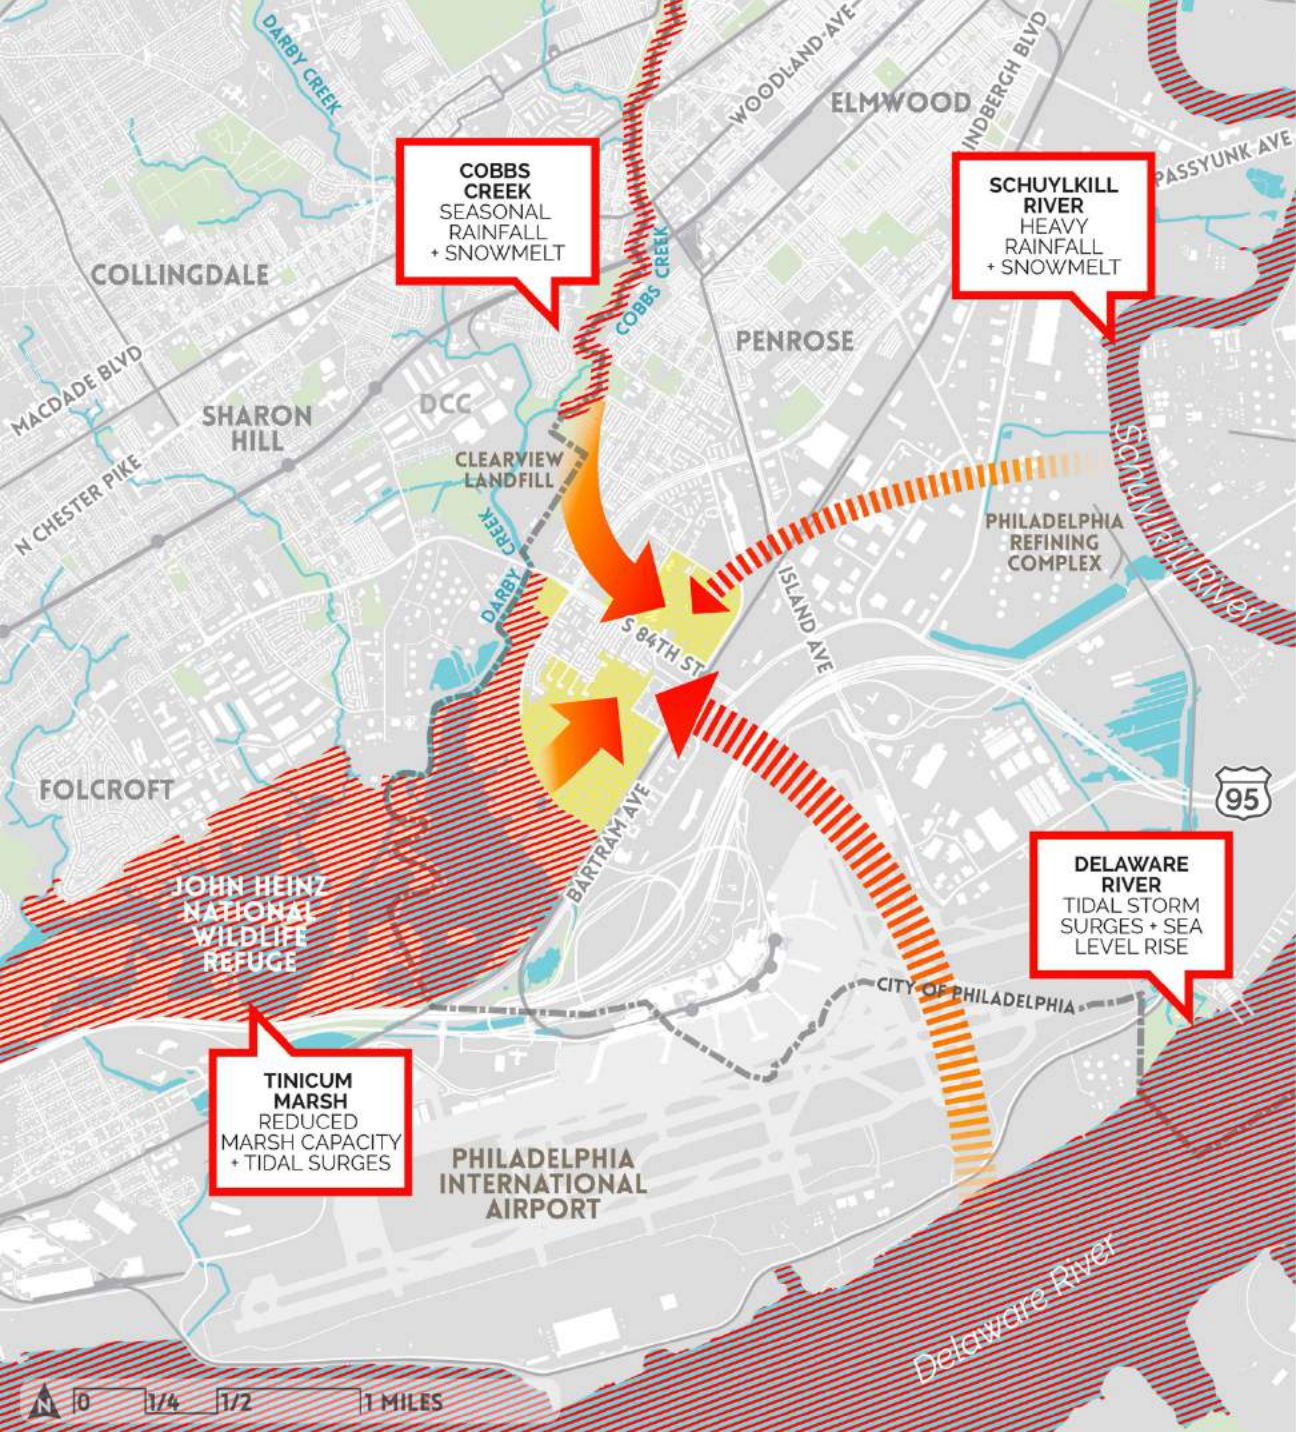 DARBY CREEK
WOODLAND AVE
ELMWOOD
INDBERGH BLVD
PASSYUNK AVE
COBBS
CREEK
SEASONAL
RAINFALL
+ SNOWMELT
SCHUYLKILL
RIVER
HEAVY
RAINFALL
+ SNOWMELT
COLLINGDALE
COBBS CREEK
PENROSE
MACDADE BLVD
SHARON
HILL
DCC
CLEARVIEW
LANDFILL
N CHESTER PIKE
DARBY CREEK
Schuylkill River
PHILADELPHIA
REFINING
COMPLEX
ISLAND AVE
S 84TH ST
FOLCROFT
95
BARTRAM AVE
JOHN HEINZ
NATIONAL
WILDLIFE
REFUGE
DELAWARE
RIVER
TIDAL STORM
SURGES + SEA
LEVEL RISE
CITY OF PHILADELPHIA
TINICUM
MARSH
REDUCED
MARSH CAPACITY
+ TIDAL SURGES
PHILADELPHIA
INTERNATIONAL
AIRPORT
Delaware River
N 0 1/4 1/2 1 MILES